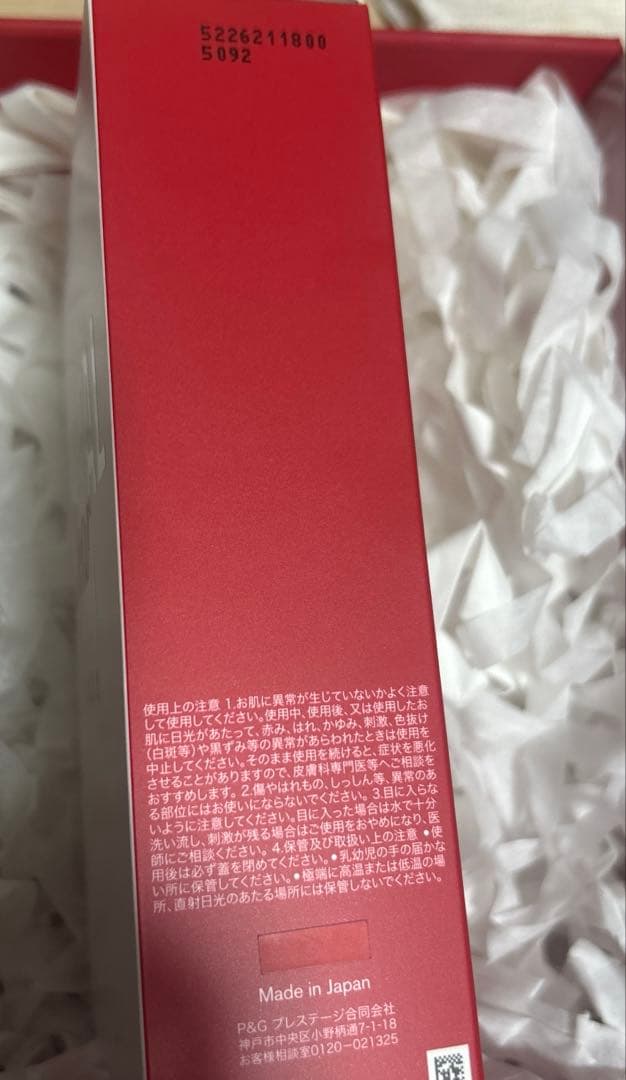 52262118００
5092
使用上の注意 1.お肌に異常が生じていないかよく注意
して使用してください。使用中、使用後、又は使用したお
肌に日光があたって、赤み、はれ、かゆみ、刺激、色抜け
(白斑等)や黒ずみ等の異常があらわれたときは使用を
中止してください。そのまま使用を続けると、症状を悪化
させることがありますので、皮膚科専門医等へご相談を
おすすめします。 2.傷やはれもの、しっしん等、異常のあ
る部位にはお使いにならないでください。 3.目に入らな
いように注意してください。目に入った場合は水で十分
洗い流し、刺激が残る場合はご使用をおやめになり、医
師にご相談ください。 4.保管及び取扱い上の注意 ●使
用後は必ず蓋を閉めてください。●乳幼児の手の届かな
い所に保管してください。●極端に高温または低温の場
所、直射日光のあたる場所には保管しないでください。
Made in Japan
P&G プレステージ合同会社
神戸市中央区小野柄通7-1-18
お客様相談室0120-021325